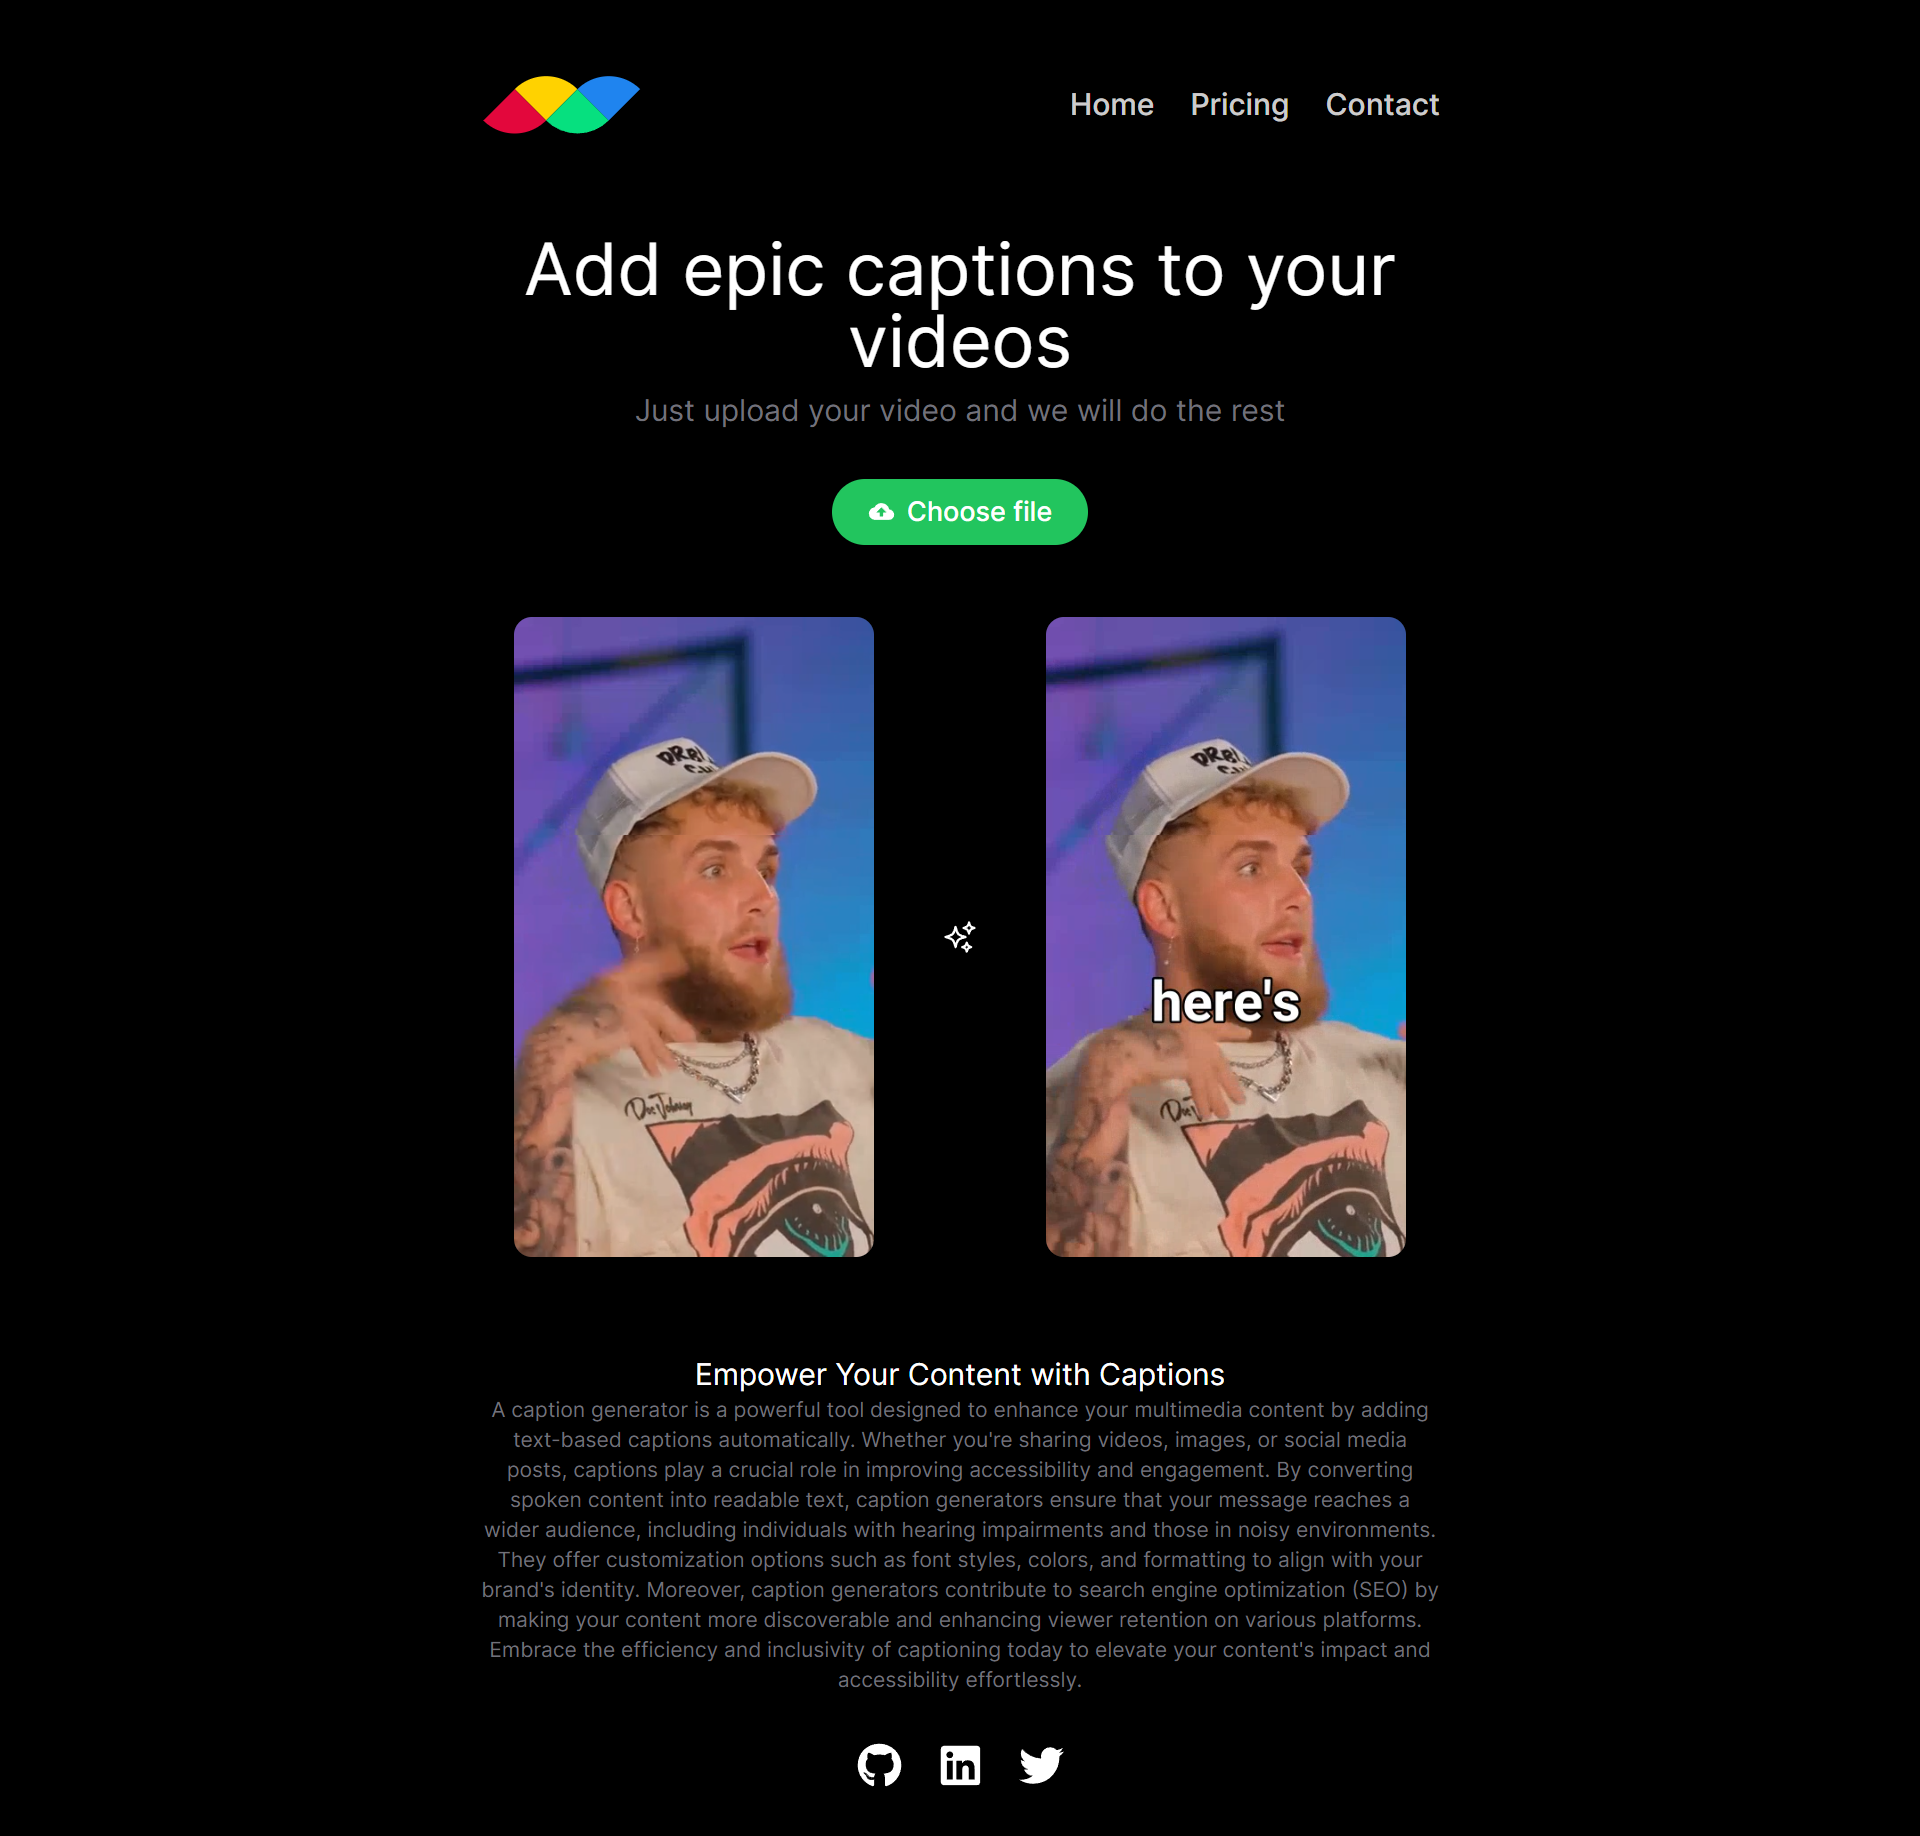 Home Pricing Contact
Add epic captions to your
videos
Just upload your video and we will do the rest
Choose file
here's
Empower Your Content with Captions
A caption generator is a powerful tool designed to enhance your multimedia content by adding
text-based captions automatically. Whether you're sharing videos, images, or social media
posts, captions play a crucial role in improving accessibility and engagement. By converting
spoken content into readable text, caption generators ensure that your message reaches a
wider audience, including individuals with hearing impairments and those in noisy environments.
They offer customization options such as font styles, colors, and formatting to align with your
brand's identity. Moreover, caption generators contribute to search engine optimization (SEO) by
making your content more discoverable and enhancing viewer retention on various platforms.
Embrace the efficiency and inclusivity of captioning today to elevate your content's impact and
accessibility effortlessly.
in